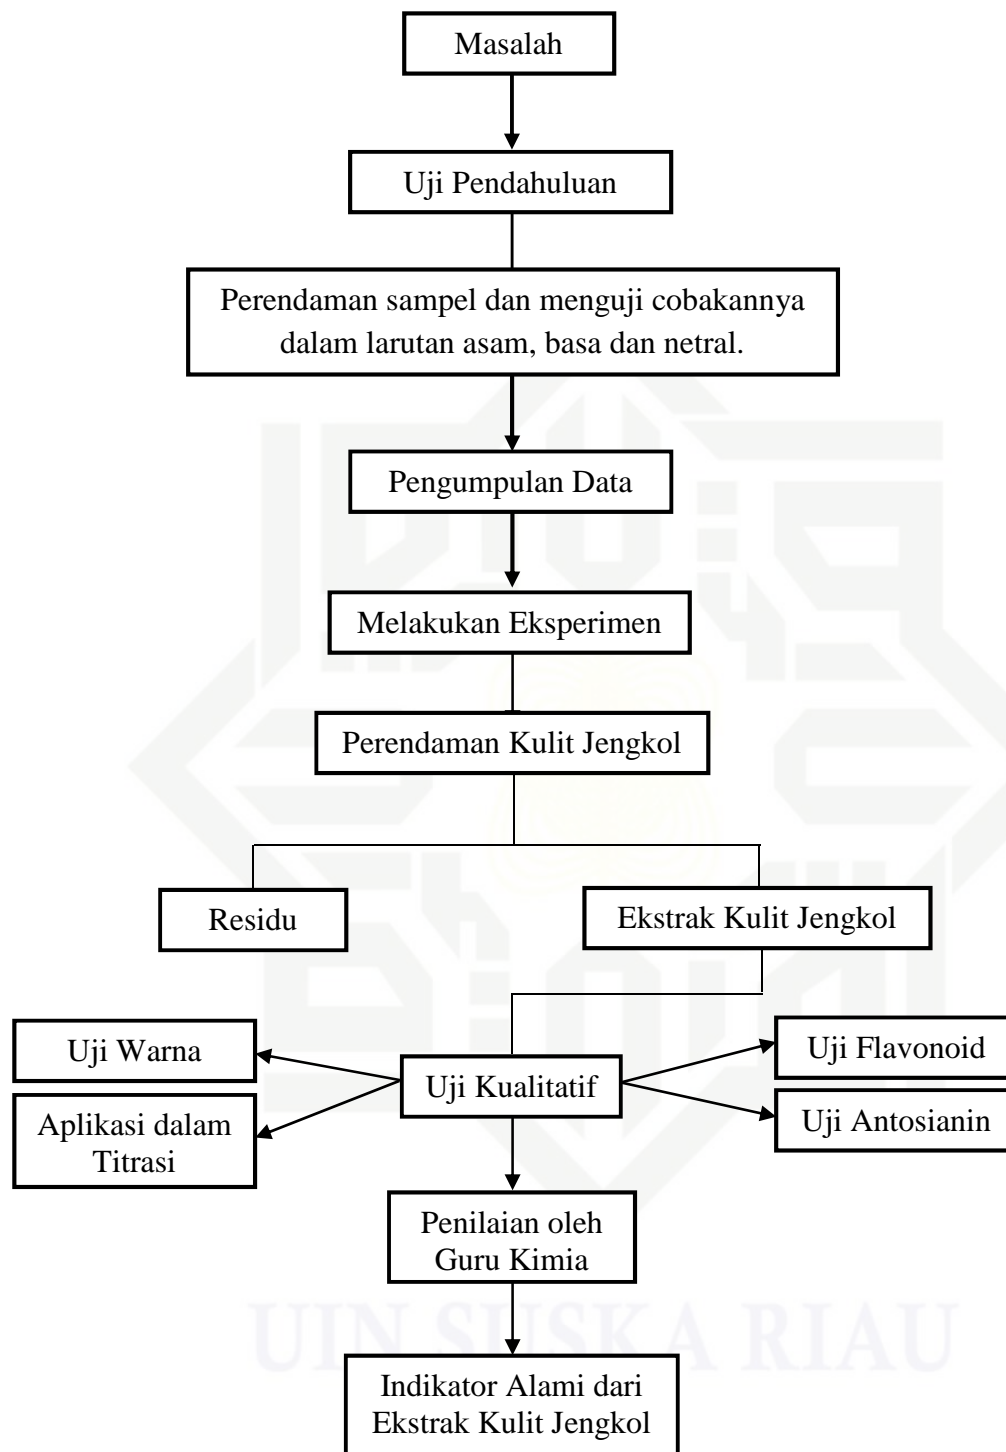 Masalah
Uji Pendahuluan
Perendaman sampel dan menguji cobakannya
dalam larutan asam, basa dan netral.
Pengumpulan Data
Melakukan Eksperimen
Perendaman Kulit Jengkol
Residu
Ekstrak Kulit Jengkol
Uji Warna
Aplikasi dalam
Titrasi
Uji Kualitatif
Uji Flavonoid
Uji Antosianin
Penilaian oleh
Guru Kimia
UIN SUSKA RIAU
Indikator Alami dari
Ekstrak Kulit Jengkol